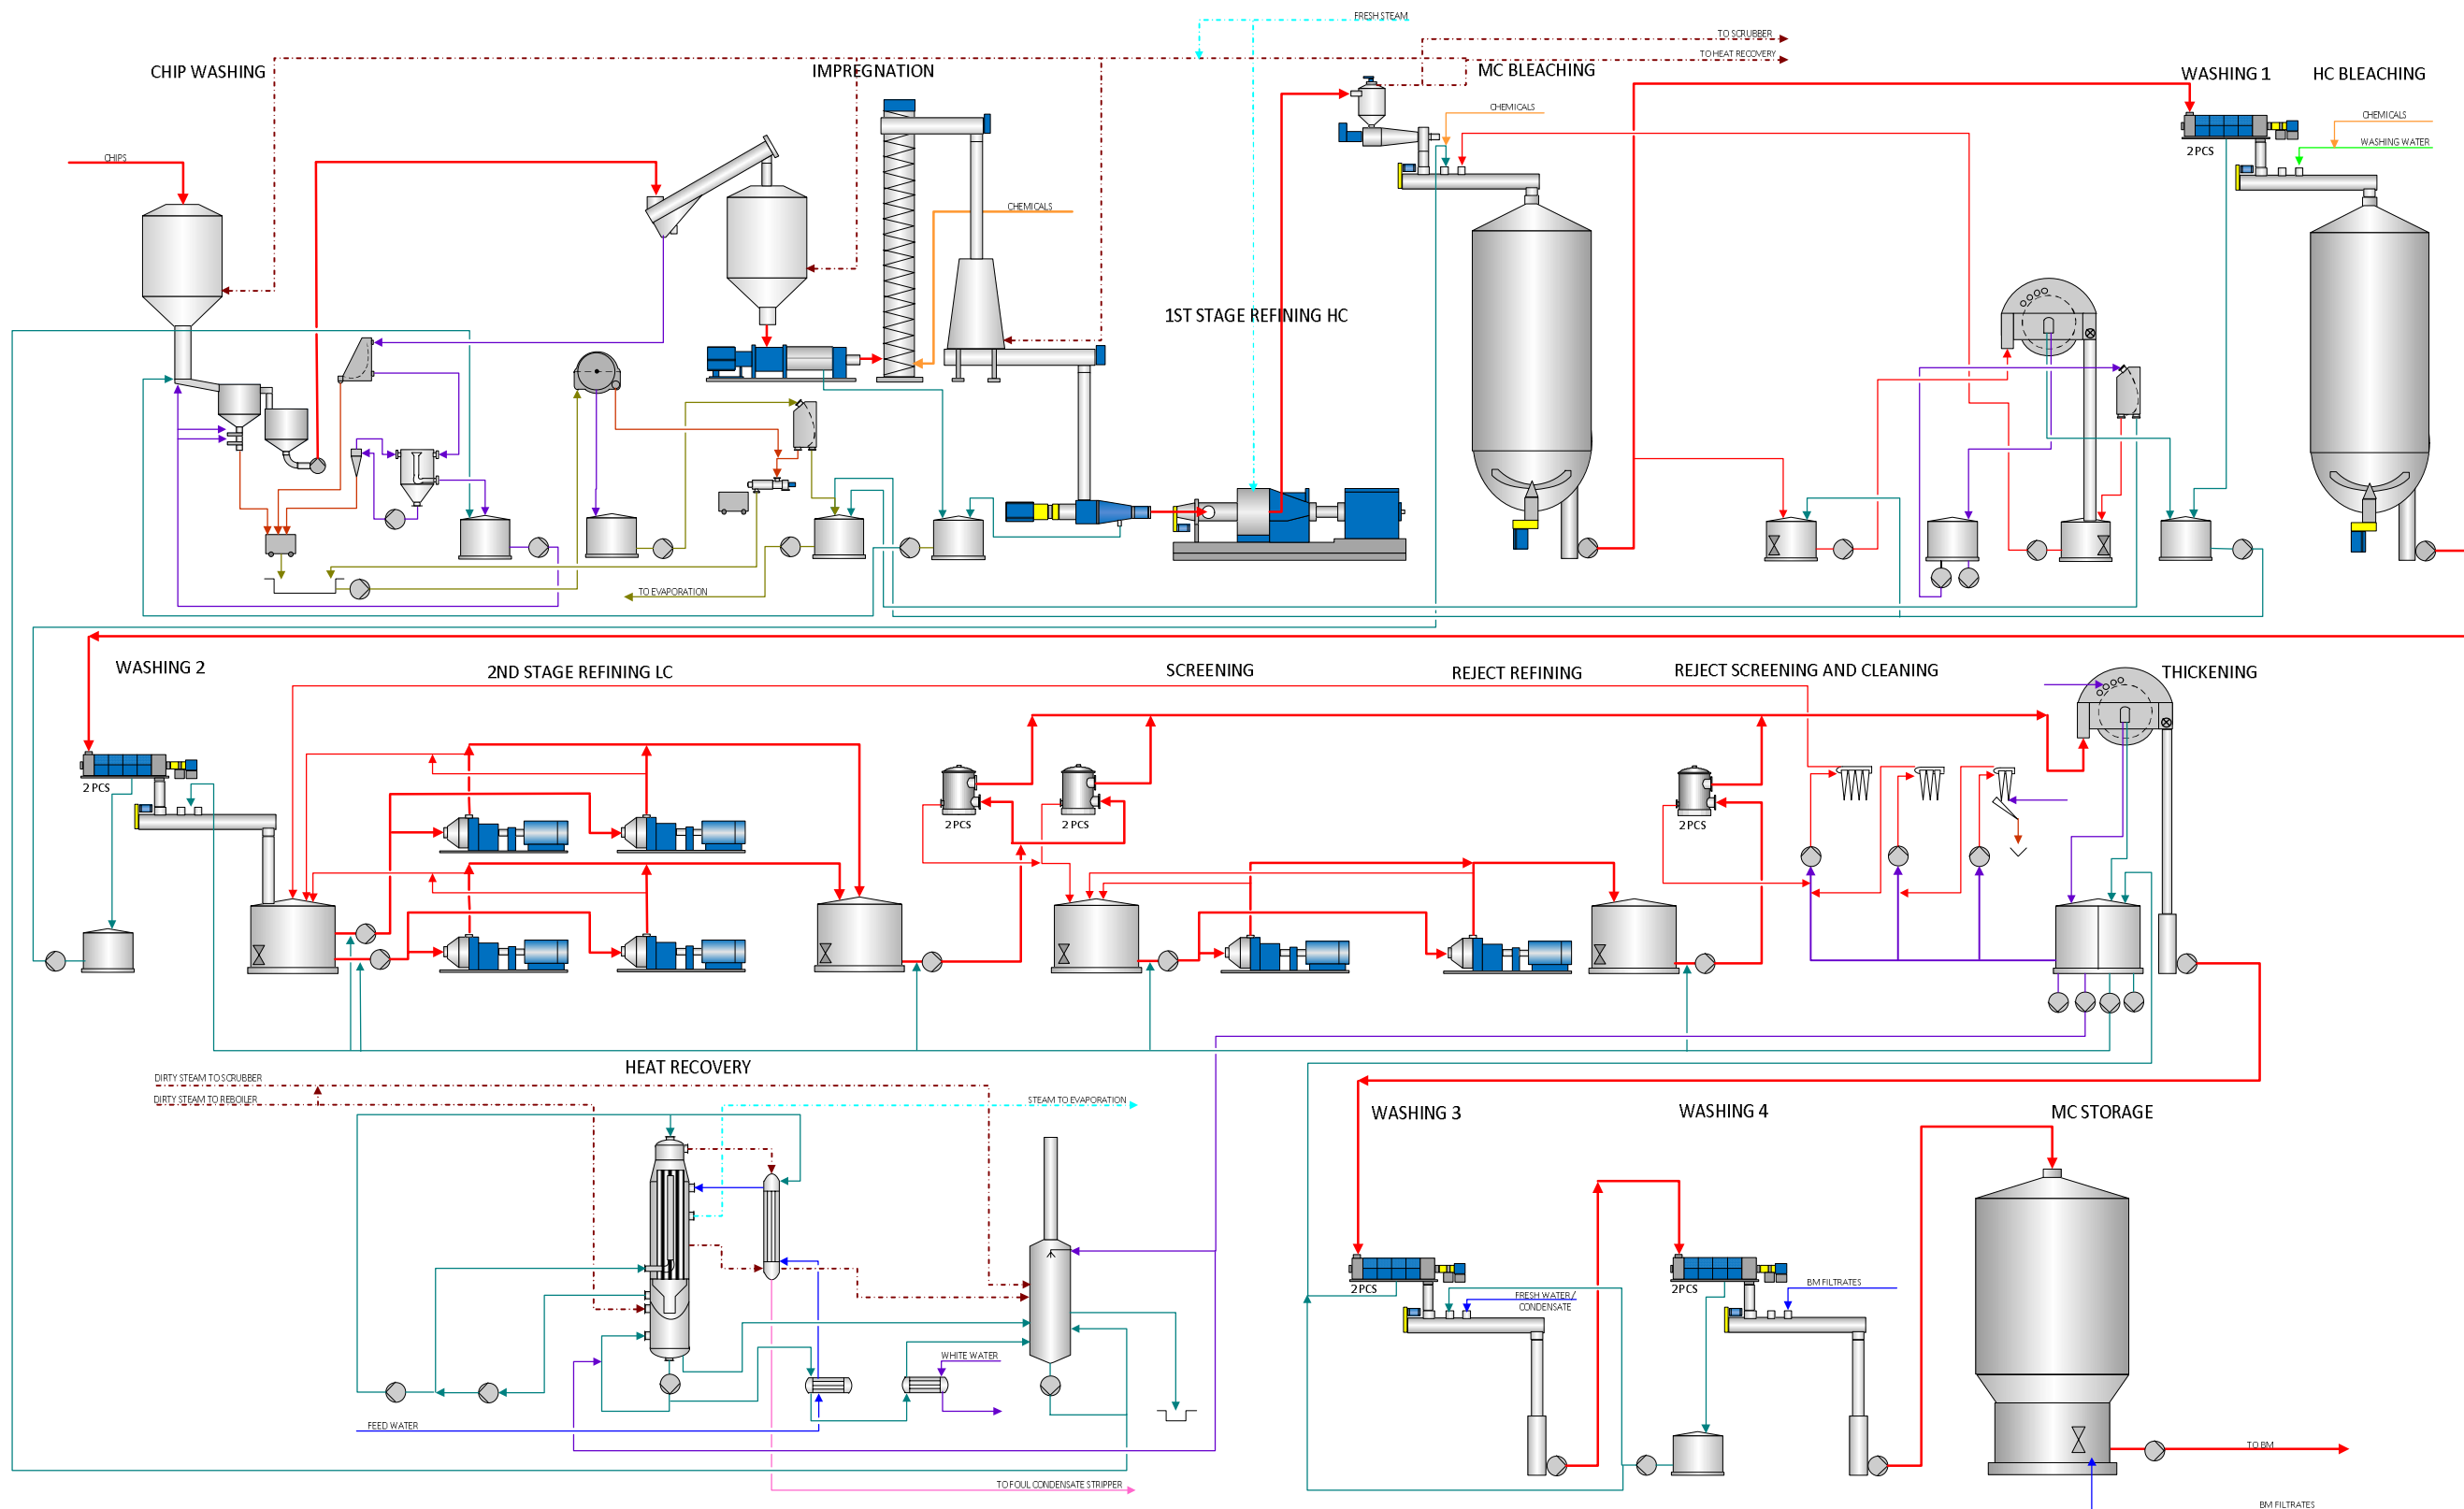 FRESH STEAM
TO SCRUBBER
TO HEAT RECOVERY
CHIP WASHING
IMPREGNATION
MC BLEACHING
WASHING 1
HC BLEACHING
CHEMICALS
CHEMICALS
WASHING WATER
2 PCS
CHIPS
CHEMICALS
1ST STAGE REFINING HC
TO EVAPORATION
WASHING 2
2ND STAGE REFINING LC
SCREENING
REJECT REFINING
REJECT SCREENING AND CLEANING
THICKENING
2 PCS
2 PCS
2 PCS
2 PCS
HEAT RECOVERY
DIRTY STEAM TO SCRUBBER
DIRTY STEAM TO REBOILER
STEAM TO EVAPORATION
WASHING 3
WASHING 4
MC STORAGE
2 PCS
FRESH WATER/
CONDENSATE
2 PCS
BM FILTRATES
WHITE WATER
FEED WATER
TO BM
TO FOUL CONDENSATE STRIPPER
BM FILTRATES